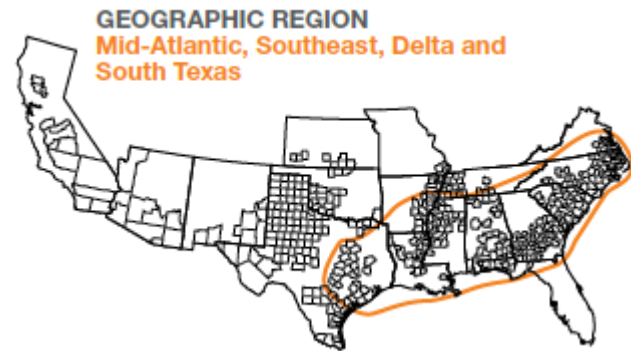 GEOGRAPHIC REGION
Mid-Atlantic, Southeast, Delta and
South Texas